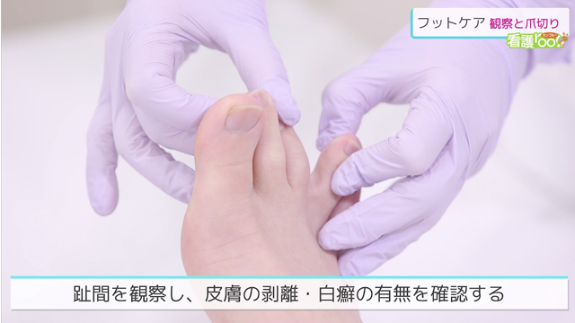 フットケア 観察と爪切り
看護roo!
趾間を観察し、皮膚の剥離・白癬の有無を確認する